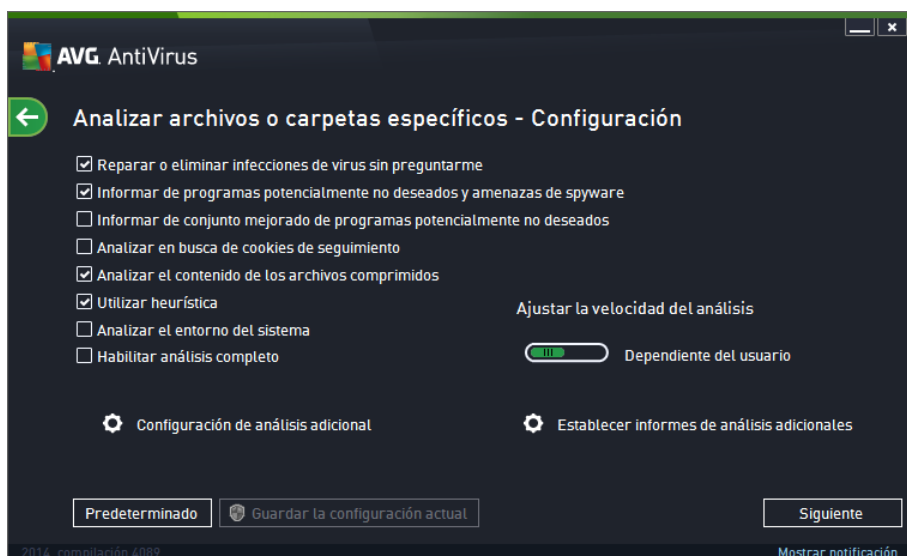 AVG. AntiVirus
Analizar archivos o carpetas específicos - Configuración
Reparar o eliminar infecciones de virus sin preguntarme
Informar de programas potencialmente no deseados y amenazas de spyware
Informar de conjunto mejorado de programas potencialmente no deseados
Analizar en busca de cookies de seguimiento
Analizar el contenido de los archivos comprimidos
Utilizar heurística
Analizar el entorno del sistema
Habilitar análisis completo
Ajustar la velocidad del análisis
Dependiente del usuario
Configuración de análisis adicional
Establecer informes de análisis adicionales
Predeterminado
Guardar la configuración actual
Siguiente
2014. compilación 4089
Mostrar notificación